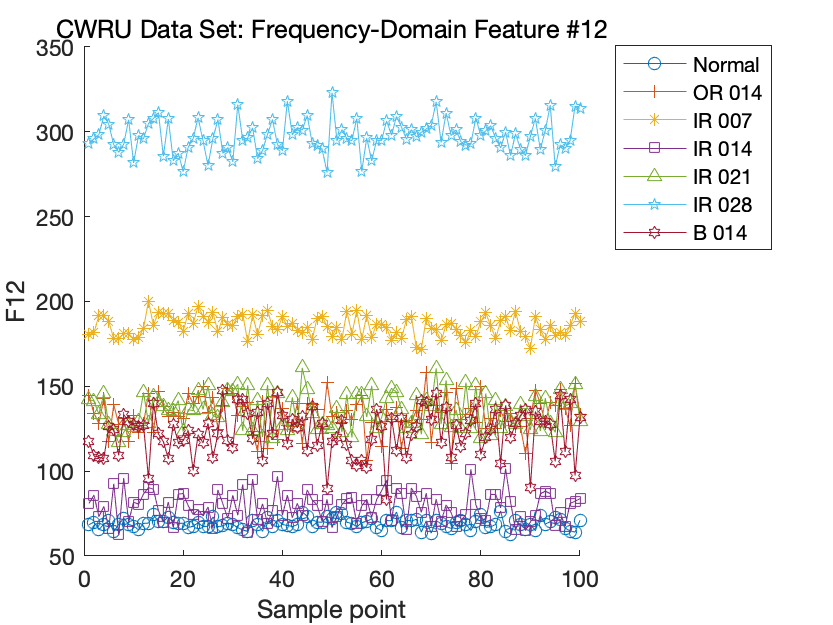 CWRU Data Set: Frequency-Domain Feature #12
350
300
250
200
150
100
50
F12
0
20
40
60
80
100
Sample point
Normal
OR 014
IR 007
IR 014
IR 021
IR 028
B 014